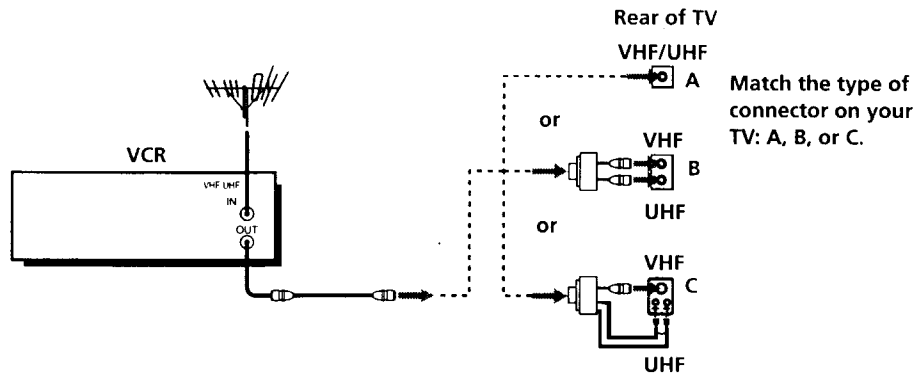 Rear of TV
VHF/UHF
A
Match the type of
connector on your
TV: A, B, or C.
or
VHF
B
UHF
VCR
VHF UHF
IN
OUT
or
VHF
C
UHF